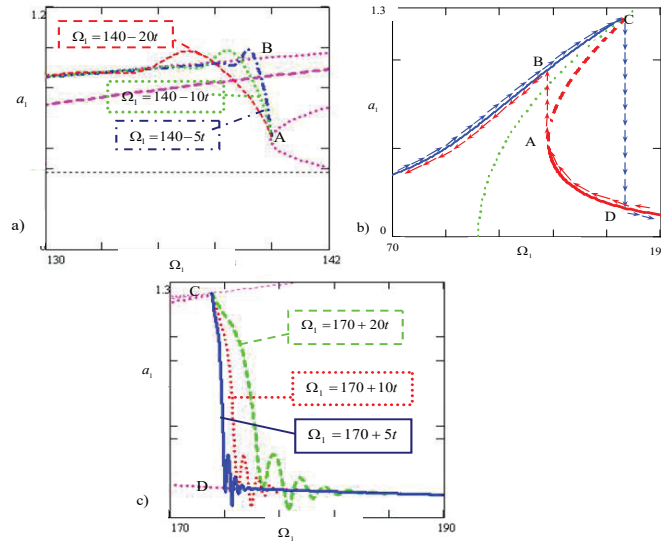 1.2
Ω₁ = 140 − 20t
B
a₁
Ω₁ = 140 − 10t
Ω₁ = 140 − 5t
A
a)
130
Ω₁
142
1.3
C
B
a₁
A
D
b)
0
70
Ω₁
19
1.3
C
Ω₁ = 170 + 20t
a₁
Ω₁ = 170 + 10t
Ω₁ = 170 + 5t
D
c)
170
Ω₁
190